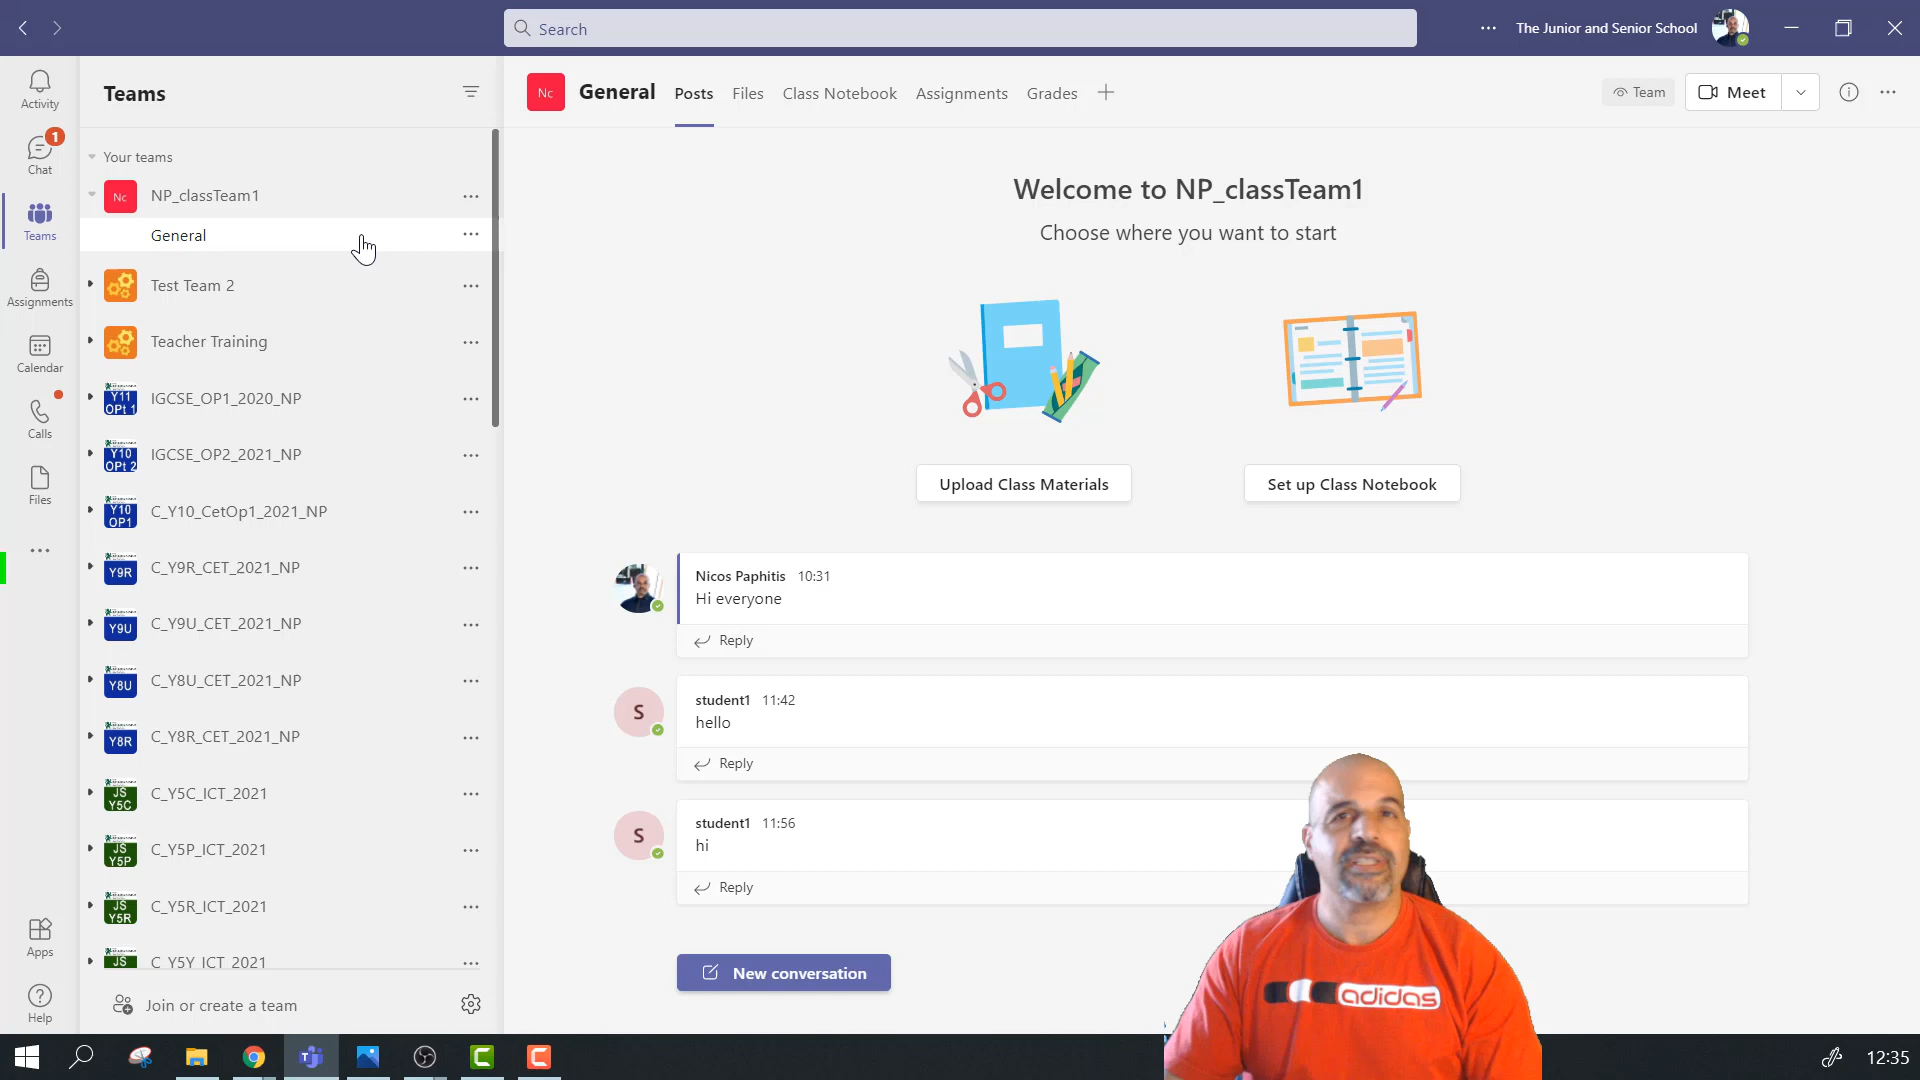 Search
The Junior and Senior School
Activity
1
Chat
Teams
Assignments
Calendar
Calls
Files
Apps
Help
Teams
Your teams
Nc NP_classTeam1
General
Test Team 2
Teacher Training
Y11 OPt 1 IGCSE_OP1_2020_NP
Y10 OPt 2 IGCSE_OP2_2021_NP
Y10 OP1 C_Y10_CetOp1_2021_NP
Y9R C_Y9R_CET_2021_NP
Y9U C_Y9U_CET_2021_NP
Y8U C_Y8U_CET_2021_NP
Y8R C_Y8R_CET_2021_NP
JS Y5C C_Y5C_ICT_2021
JS Y5P C_Y5P_ICT_2021
JS Y5R C_Y5R_ICT_2021
JS C_Y5Y_ICT_2021
Join or create a team
Nc General Posts Files Class Notebook Assignments Grades
Team Meet
Welcome to NP_classTeam1
Choose where you want to start
Upload Class Materials
Set up Class Notebook
Nicos Paphitis 10:31
Hi everyone
Reply
S student1 11:42
hello
Reply
S student1 11:56
hi
Reply
New conversation
adidas
12:35